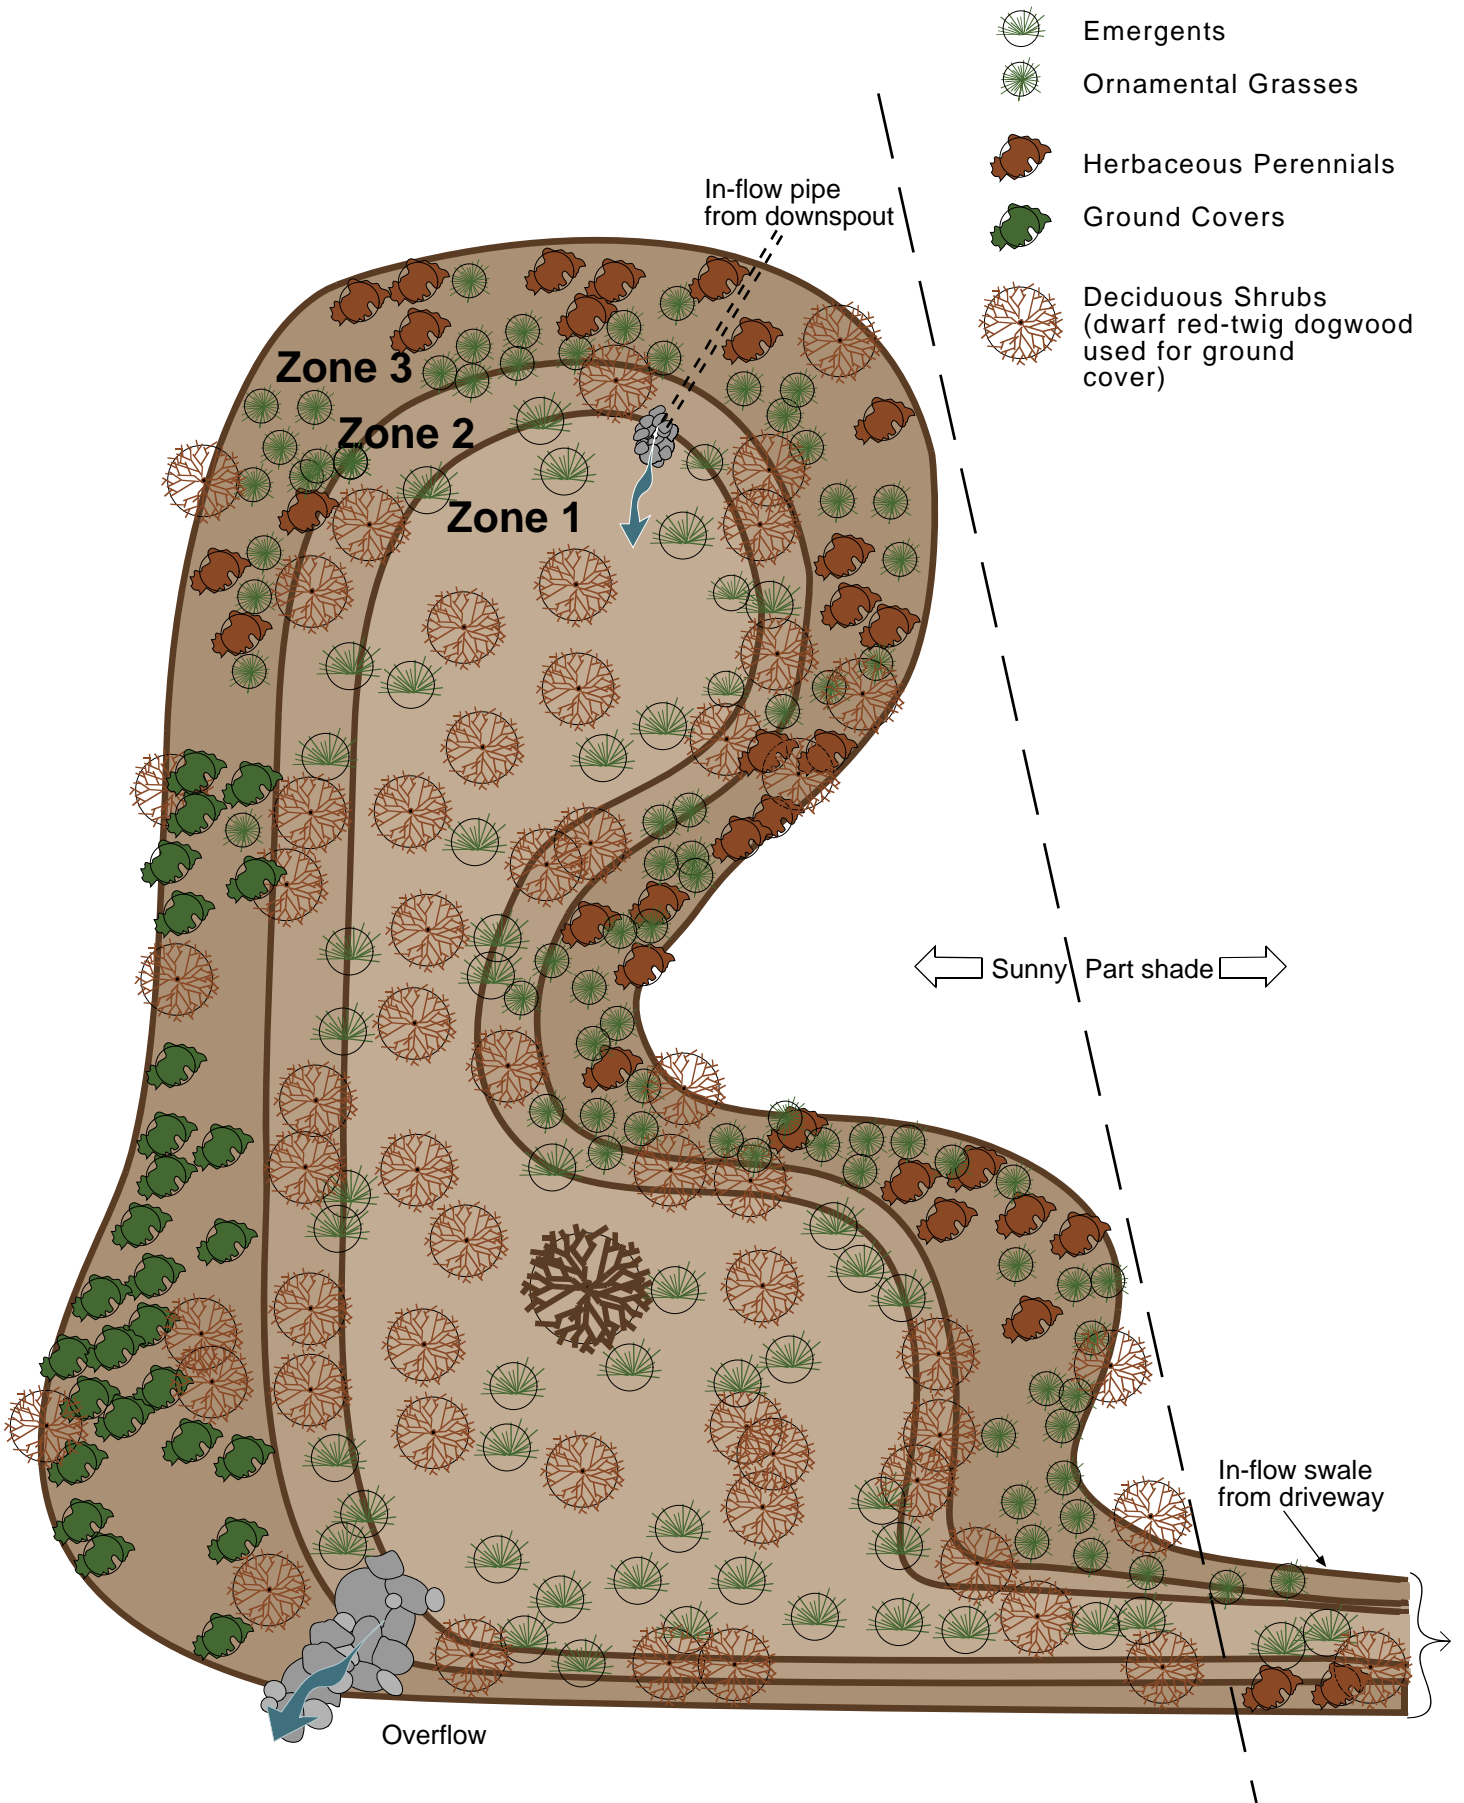 Emergents
Ornamental Grasses
Herbaceous Perennials
Ground Covers
Deciduous Shrubs
(dwarf red-twig dogwood
used for ground
cover)
In-flow pipe
from downspout
Zone 3
Zone 2
Zone 1
Sunny
Part shade
In-flow swale
from driveway
Overflow